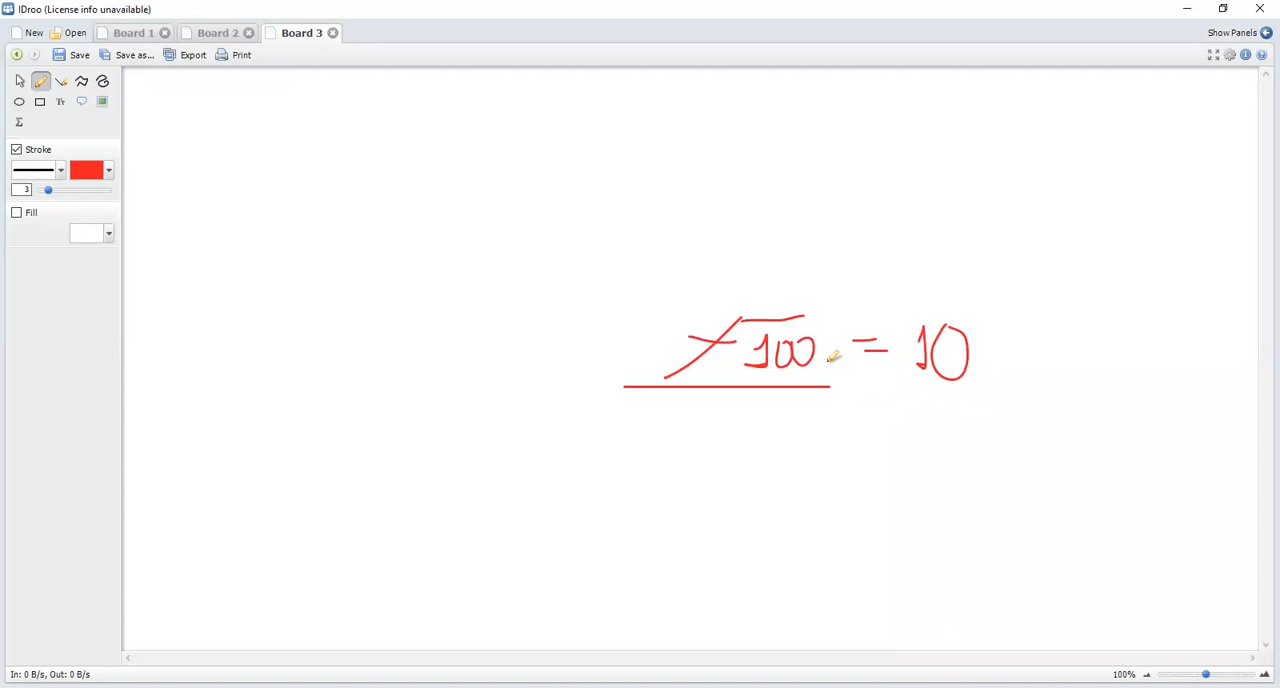 IDroo (License info unavailable)
New Open Board 1 Board 2 Board 3 Show Panels
Save Save as... Export Print
Tr
Σ
Stroke
3
Fill
√100 = 10
In: 0 B/s, Out: 0 B/s 100%